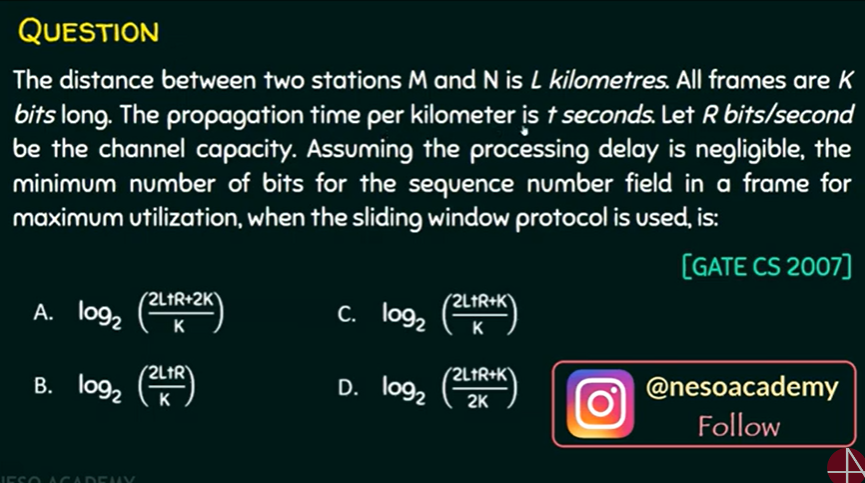 QUESTION
The distance between two stations M and N is L kilometres. All frames are K
bits long. The propagation time per kilometer is t seconds. Let R bits/second
be the channel capacity. Assuming the processing delay is negligible, the
minimum number of bits for the sequence number field in a frame for
maximum utilization, when the sliding window protocol is used, is:
[GATE CS 2007]
A. log₂ ((2LtR+2K)/K)
C. log₂ ((2LtR+K)/K)
B. log₂ ((2LtR)/K)
D. log₂ ((2LtR+K)/2K)
@nesoacademy
Follow
NESO ACADEMY